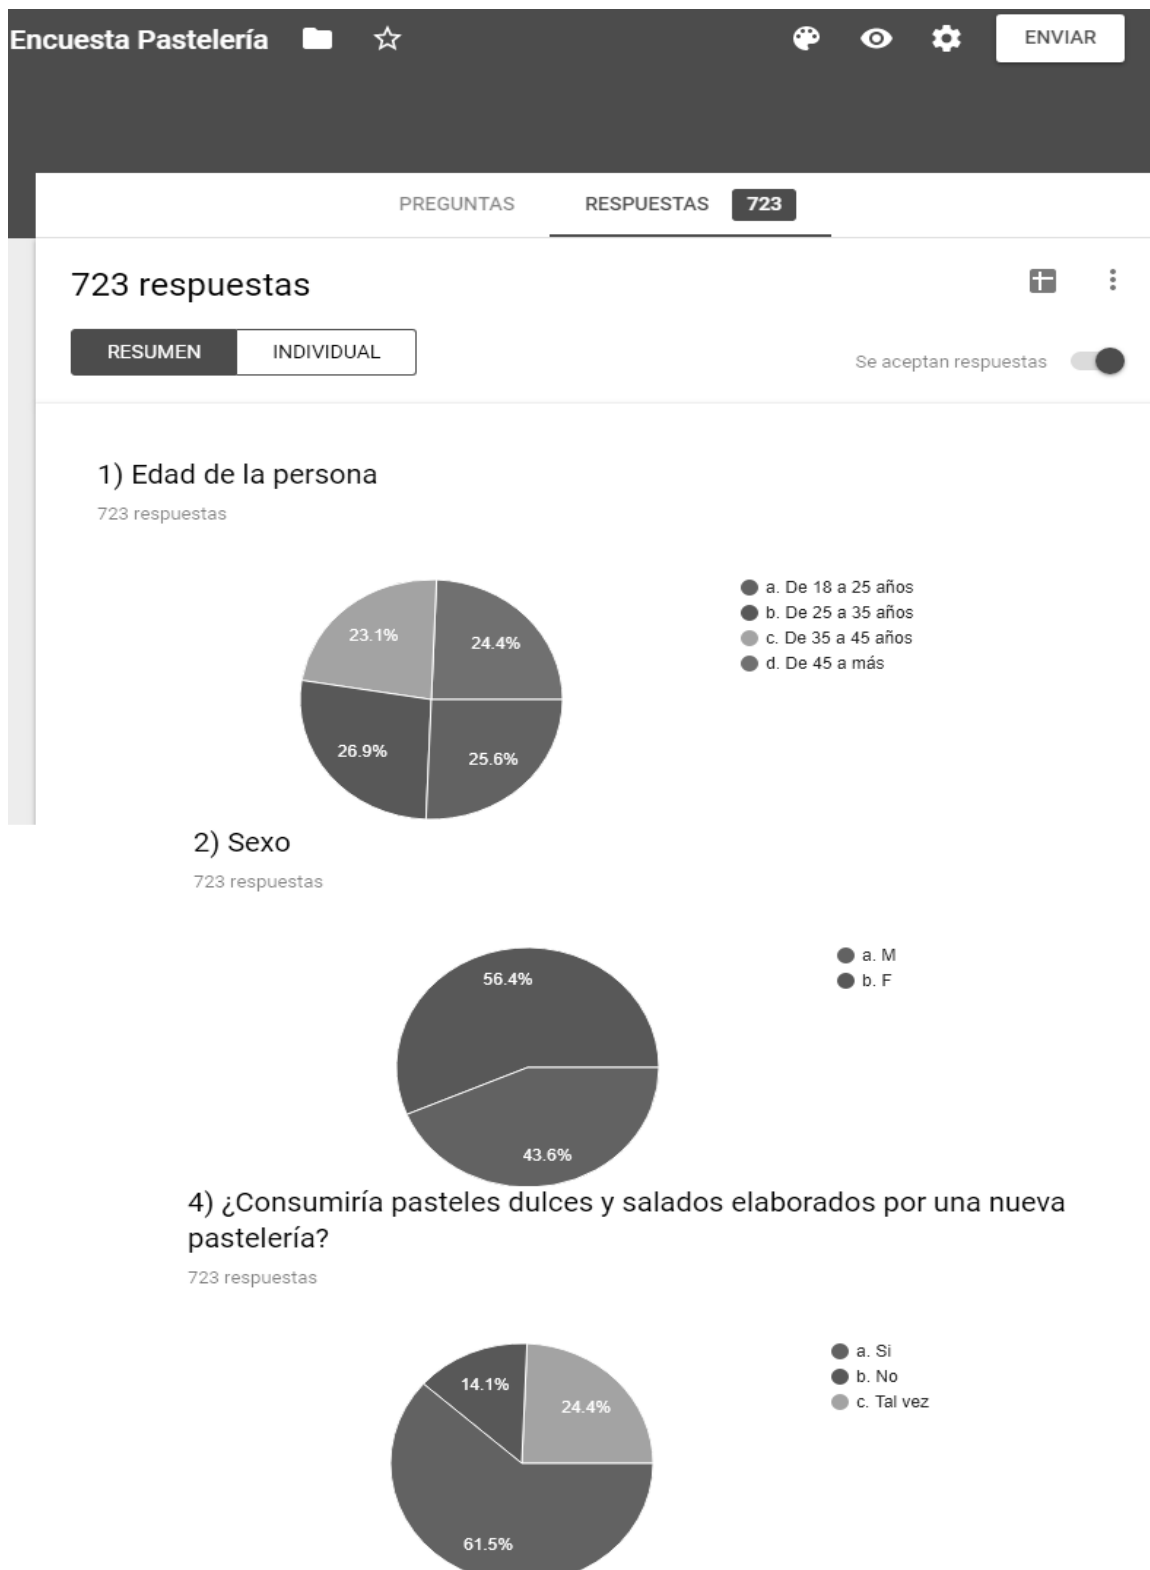 Encuesta Pastelería
ENVIAR
PREGUNTAS RESPUESTAS 723
723 respuestas
RESUMEN INDIVIDUAL
Se aceptan respuestas
1) Edad de la persona
723 respuestas
23.1%
24.4%
26.9%
25.6%
a. De 18 a 25 años
b. De 25 a 35 años
c. De 35 a 45 años
d. De 45 a más
2) Sexo
723 respuestas
56.4%
43.6%
a. M
b. F
4) ¿Consumiría pasteles dulces y salados elaborados por una nueva
pastelería?
723 respuestas
14.1%
24.4%
61.5%
a. Si
b. No
c. Tal vez